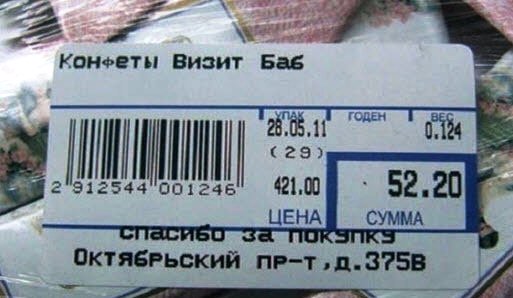 Конфеты Визит Баб
УПАК ГОДЕН ВЕС
28.05.11 0.124
(29)
421.00 52.20
2 912544 001246
ЦЕНА СУММА
спасибо за покупку
Октябрьский пр-т,д.375В